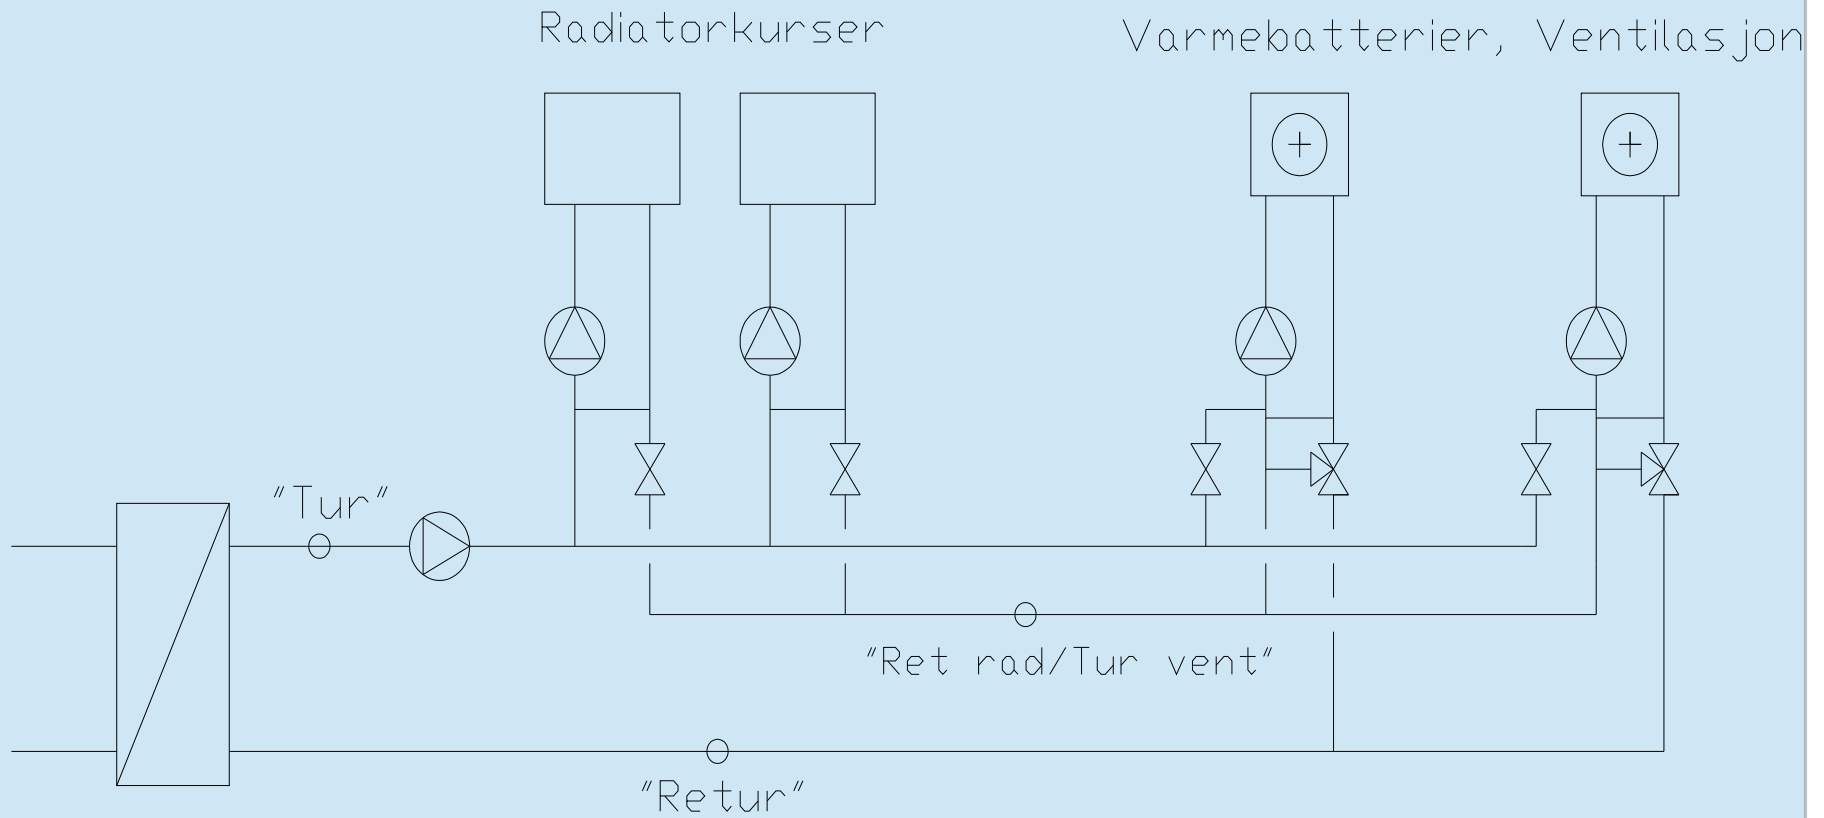 Radiatorkurser
Varmebatterier, Ventilasjon
"Tur"
"Ret rad/Tur vent"
"Retur"